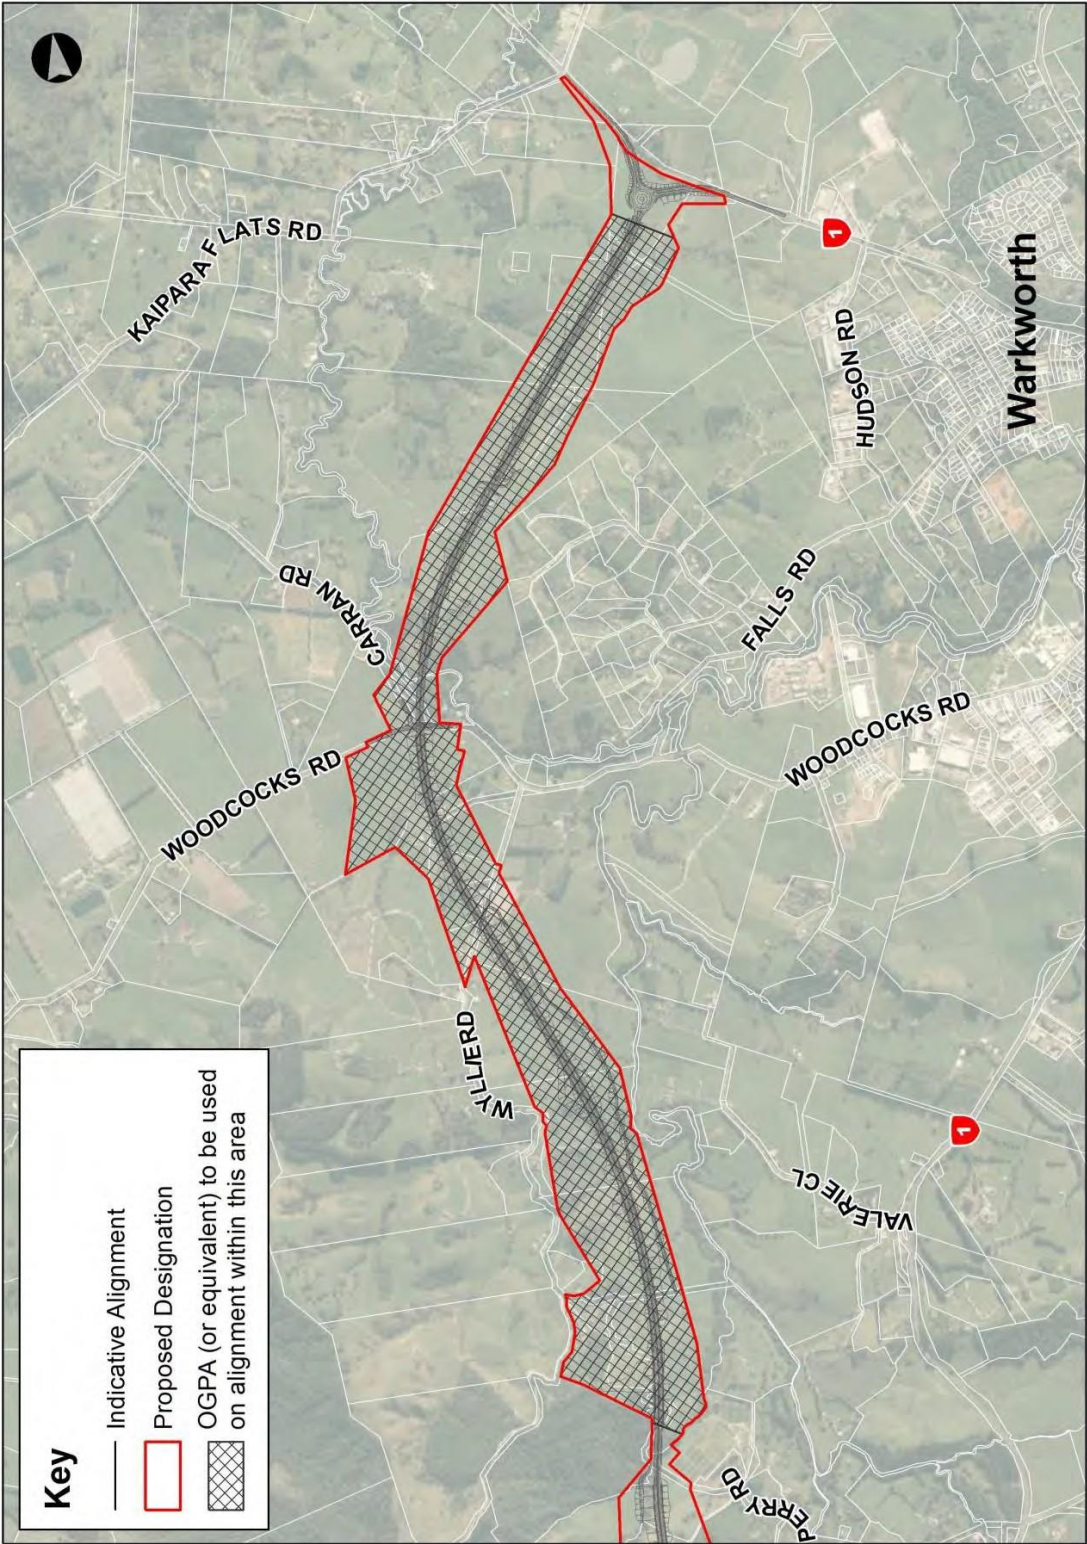 Key
Indicative Alignment
Proposed Designation
OGPA (or equivalent) to be used
on alignment within this area
PERRY RD
VALERIE CL
1
WYLLIE RD
WOODCOCKS RD
CARRAN RD
KAIPARA FLATS RD
WOODCOCKS RD
FALLS RD
HUDSON RD
1
Warkworth